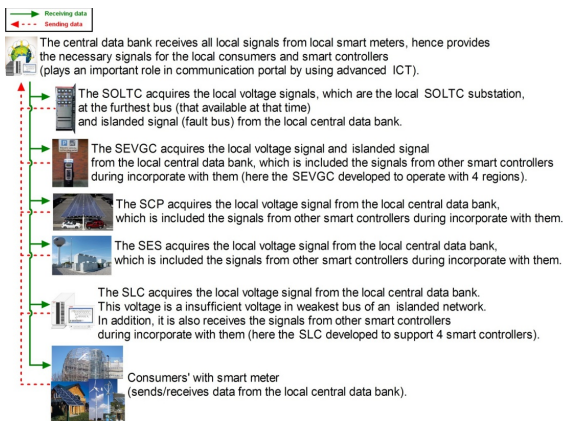 Receiving data
Sending data
The central data bank receives all local signals from local smart meters, hence provides
the necessary signals for the local consumers and smart controllers
(plays an important role in communication portal by using advanced ICT).
The SOLTC acquires the local voltage signals, which are the local SOLTC substation,
at the furthest bus (that available at that time)
and islanded signal (fault bus) from the local central data bank.
The SEVGC acquires the local voltage signal and islanded signal
from the local central data bank, which is included the signals from other smart controllers
during incorporate with them (here the SEVGC developed to operate with 4 regions).
The SCP acquires the local voltage signal from the local central data bank,
which is included the signals from other smart controllers during incorporate with them.
The SES acquires the local voltage signal from the local central data bank,
which is included the signals from other smart controllers during incorporate with them.
The SLC acquires the local voltage signal from the local central data bank.
This voltage is a insufficient voltage in weakest bus of an islanded network.
In addition, it is also receives the signals from other smart controllers
during incorporate with them (here the SLC developed to support 4 smart controllers).
Consumers' with smart meter
(sends/receives data from the local central data bank).